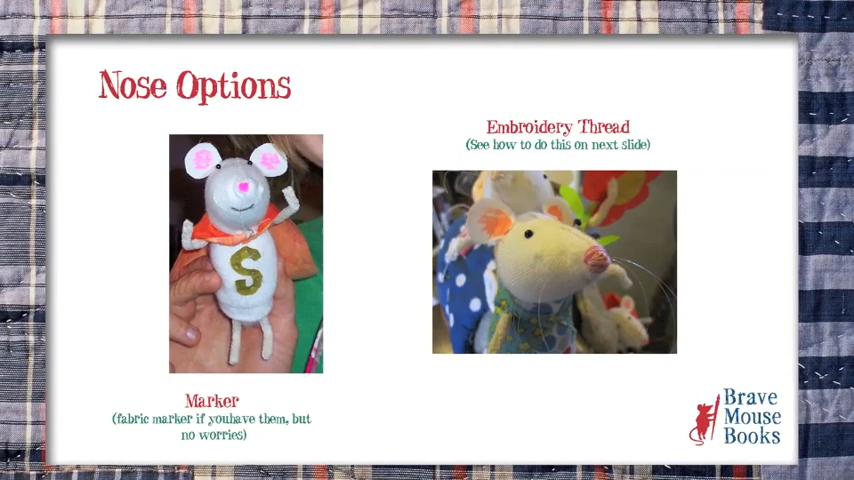 Nose Options
Embroidery Thread
(See how to do this on next slide)
S
Marker
(fabric marker if youhave them, but
no worries)
Brave
Mouse
Books